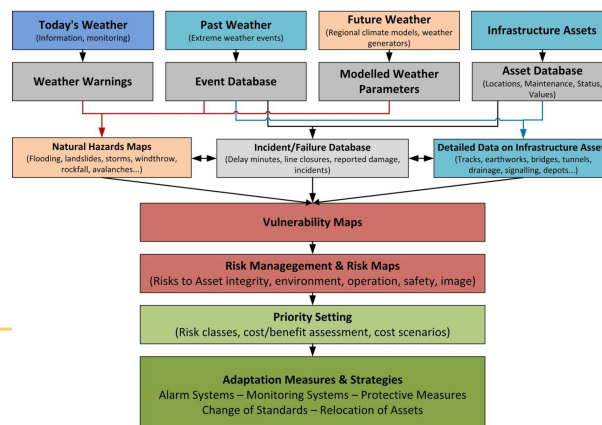 Today's Weather
(Information, monitoring)
Past Weather
(Extreme weather events)
Future Weather
(Regional climate models, weather
generators)
Infrastructure Assets
Weather Warnings
Event Database
Modelled Weather
Parameters
Asset Database
(Locations, Maintenance, Status,
Values)
Natural Hazards Maps
(Flooding, landslides, storms, windthrow,
rockfall, avalanches...)
Incident/Failure Database
(Delay minutes, line closures, reported damage,
incidents)
Detailed Data on Infrastructure Asset
(Tracks, earthworks, bridges, tunnels,
drainage, signalling, depots...)
Vulnerability Maps
Risk Managegement & Risk Maps
(Risks to Asset integrity, environment, operation, safety, image)
Priority Setting
(Risk classes, cost/benefit assessment, cost scenarios)
Adaptation Measures & Strategies
Alarm Systems – Monitoring Systems – Protective Measures
Change of Standards – Relocation of Assets